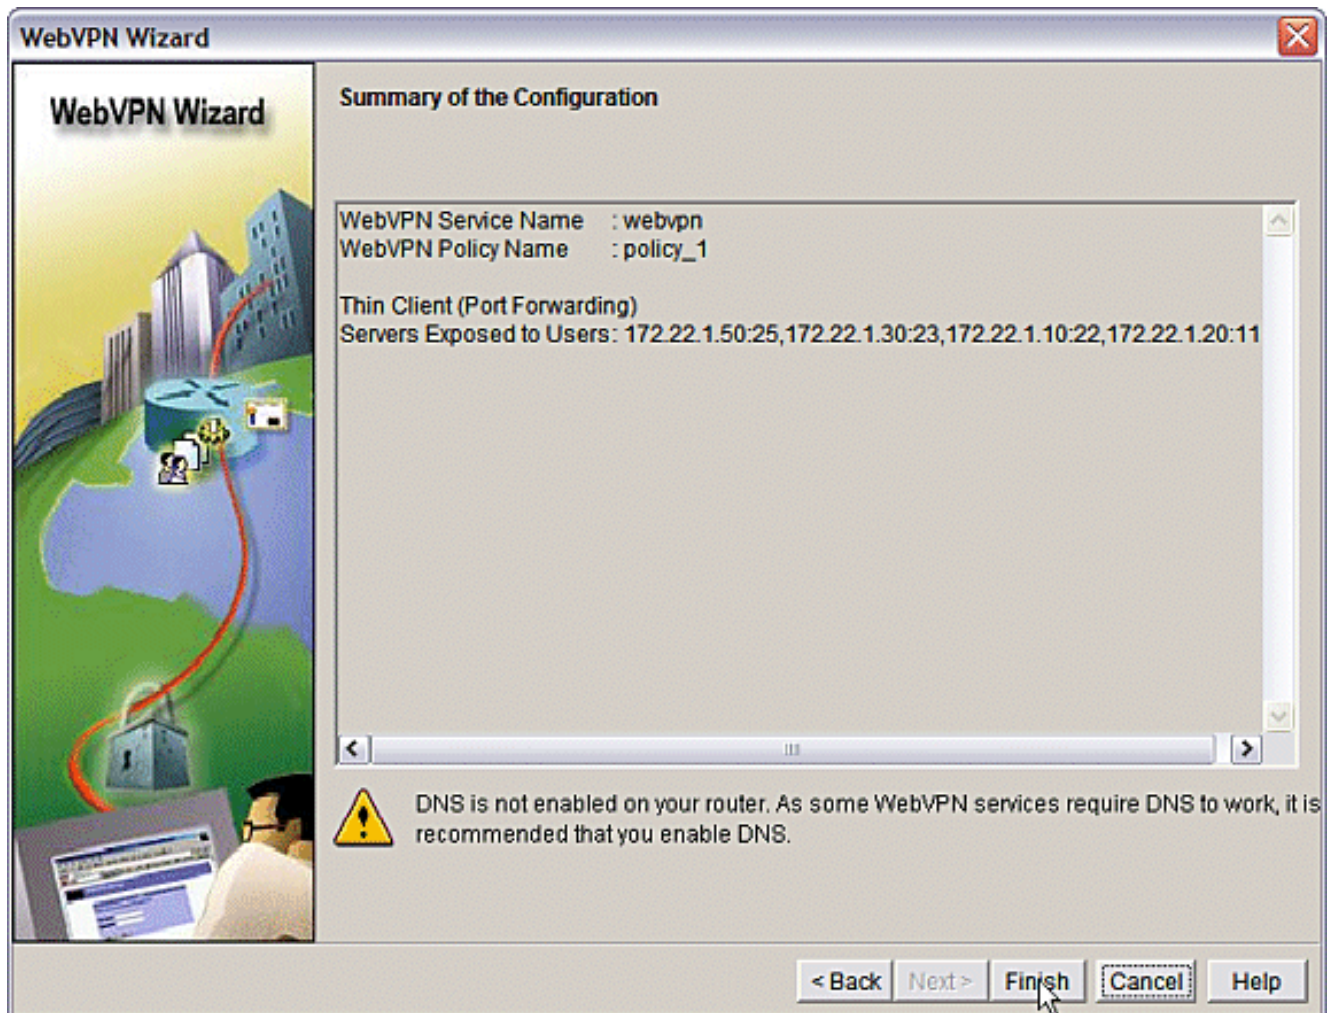 WebVPN Wizard
WebVPN Wizard
Summary of the Configuration
WebVPN Service Name : webvpn
WebVPN Policy Name : policy_1
Thin Client (Port Forwarding)
Servers Exposed to Users : 172.22.1.50:25,172.22.1.30:23,172.22.1.10:22,172.22.1.20:11
DNS is not enabled on your router. As some WebVPN services require DNS to work, it is
recommended that you enable DNS.
< Back Next > Finish Cancel Help